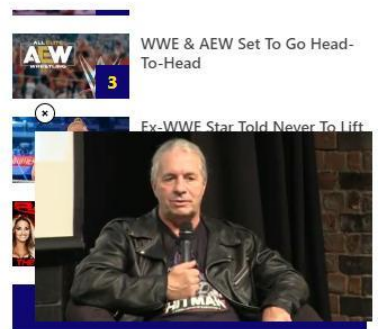 ALL ELITE
AEW
WRESTLING
3
WWE & AEW Set To Go Head-
To-Head
Ex-WWE Star Told Never To Lift
HITMAN